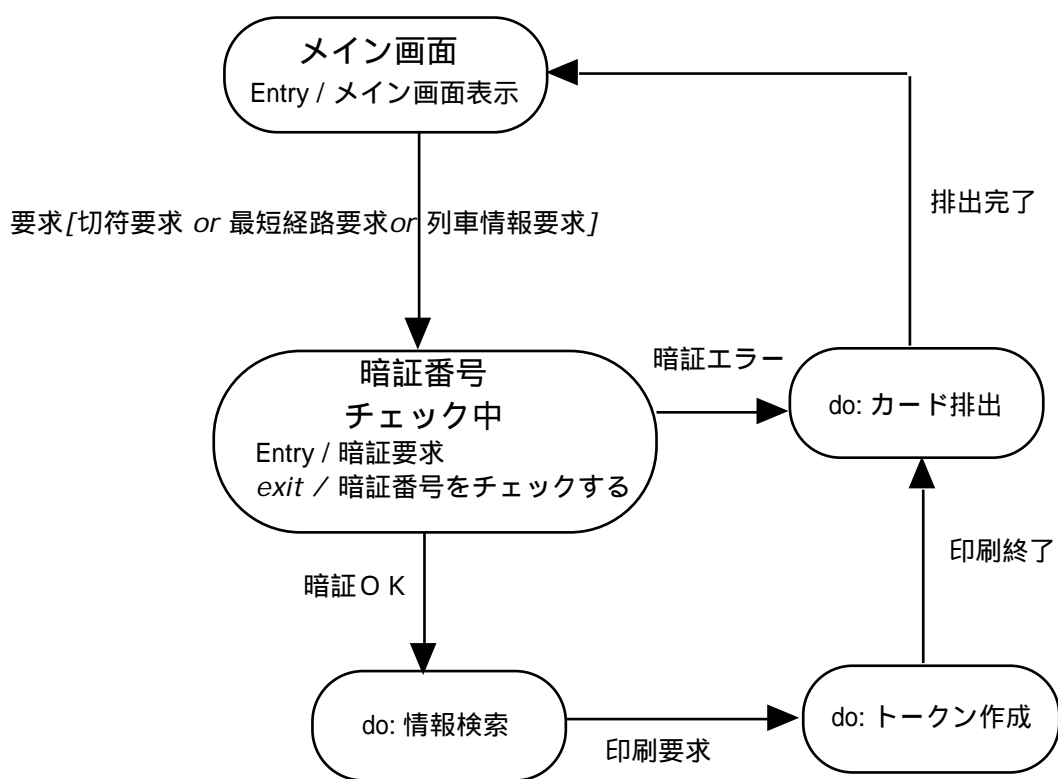 メイン画面
Entry / メイン画面表示
要求[切符要求 or 最短経路要求or 列車情報要求]
排出完了
暗証番号
チェック中
Entry / 暗証要求
exit / 暗証番号をチェックする
暗証エラー
do: カード排出
暗証ＯＫ
印刷終了
do: 情報検索
印刷要求
do: トークン作成